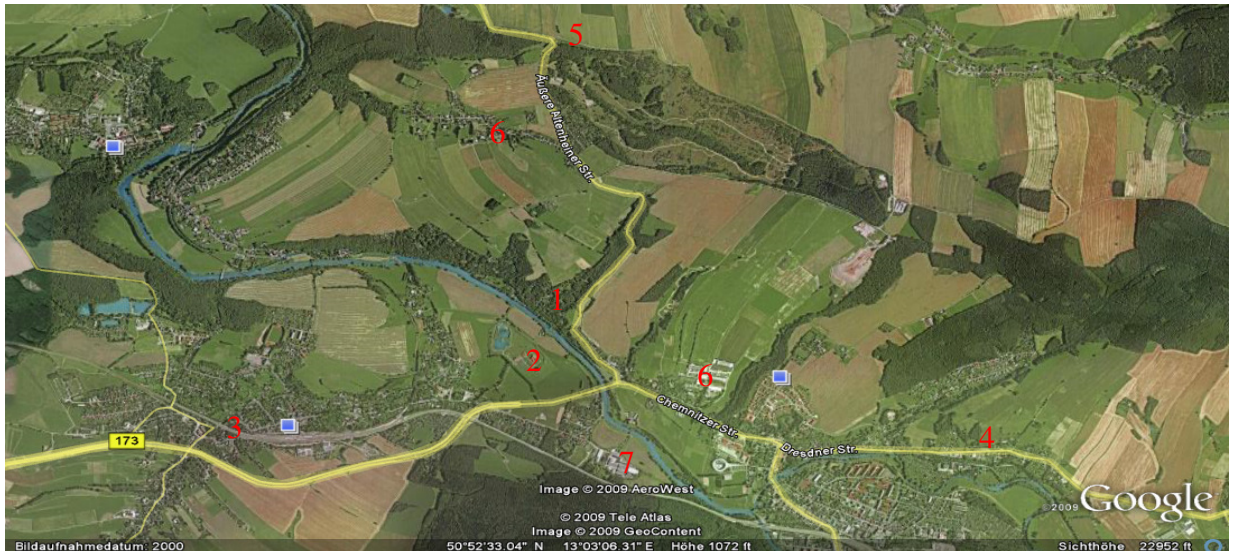 5
Äußere Altenhainer Str.
6
1
2
6
Chemnitzer Str.
3
173
Dresdner Str.
4
7
Image © 2009 AeroWest
© 2009 Google
© 2009 Tele Atlas
Image © 2009 GeoContent
Bildaufnahmedatum: 2000 50°52'33.04" N 13°03'06.31" E Höhe 1072 ft Sichthöhe 22952 ft